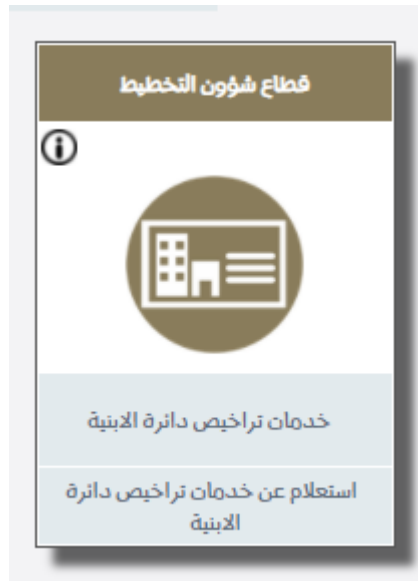 قطاع شؤون التخطيط
خدمات تراخيص دائرة الابنية
استعلام عن خدمات تراخيص دائرة
الابنية